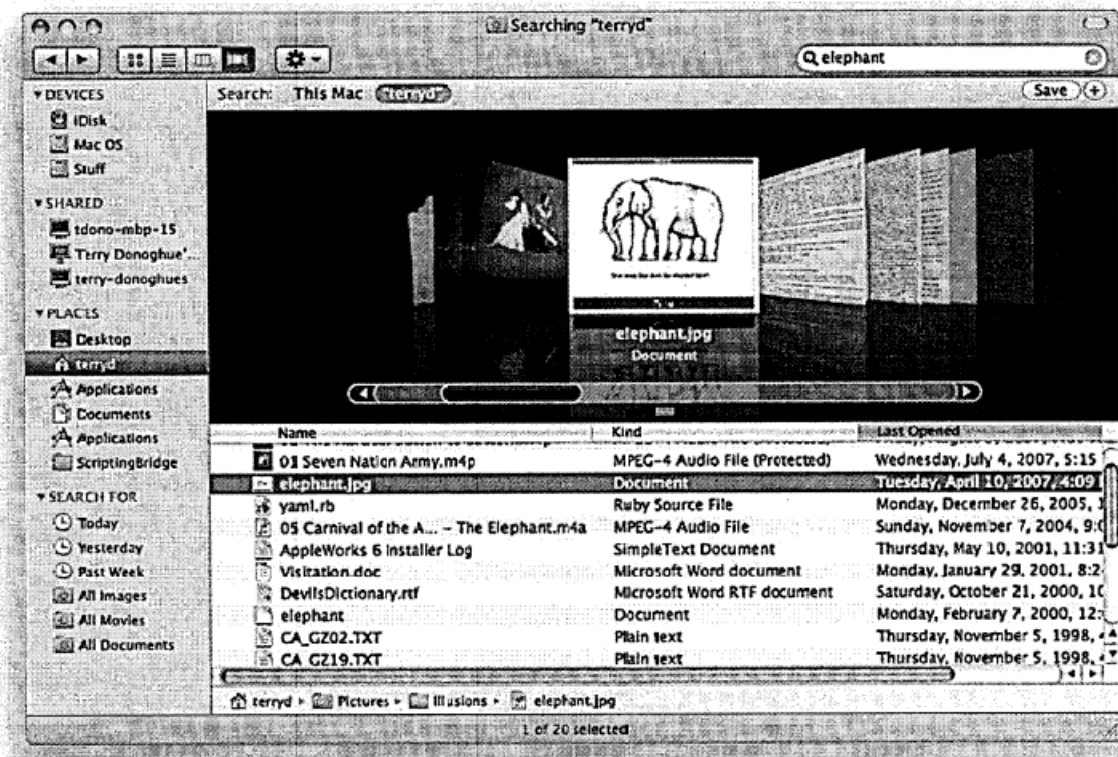 Searching "terryd"
elephant
Search: This Mac "terryd" Save
DEVICES
iDisk
Mac OS
Stuff
SHARED
tdono-mbp-15
Terry Donoghue'...
terry-donoghues
PLACES
Desktop
terryd
Applications
Documents
Applications
ScriptingBridge
SEARCH FOR
Today
Yesterday
Past Week
All Images
All Movies
All Documents
elephant.jpg
Document
Name Kind Last Opened
01 Seven Nation Army.m4p MPEG-4 Audio File (Protected) Wednesday, July 4, 2007, 5:15
elephant.jpg Document Tuesday, April 10, 2007, 4:09
yaml.rb Ruby Source File Monday, December 26, 2005,
05 Carnival of the A... – The Elephant.m4a MPEG-4 Audio File Sunday, November 7, 2004, 9:0
AppleWorks 6 Installer Log SimpleText Document Thursday, May 10, 2001, 11:31
Visitation.doc Microsoft Word document Monday, January 29, 2001, 8:2
DevilsDictionary.rtf Microsoft Word RTF document Saturday, October 21, 2000, 10
elephant Document Monday, February 7, 2000, 12:
CA_GZ02.TXT Plain text Thursday, November 5, 1998,
CA_GZ19.TXT Plain text Thursday, November 5, 1998,
terryd Pictures Illusions elephant.jpg
1 of 20 selected